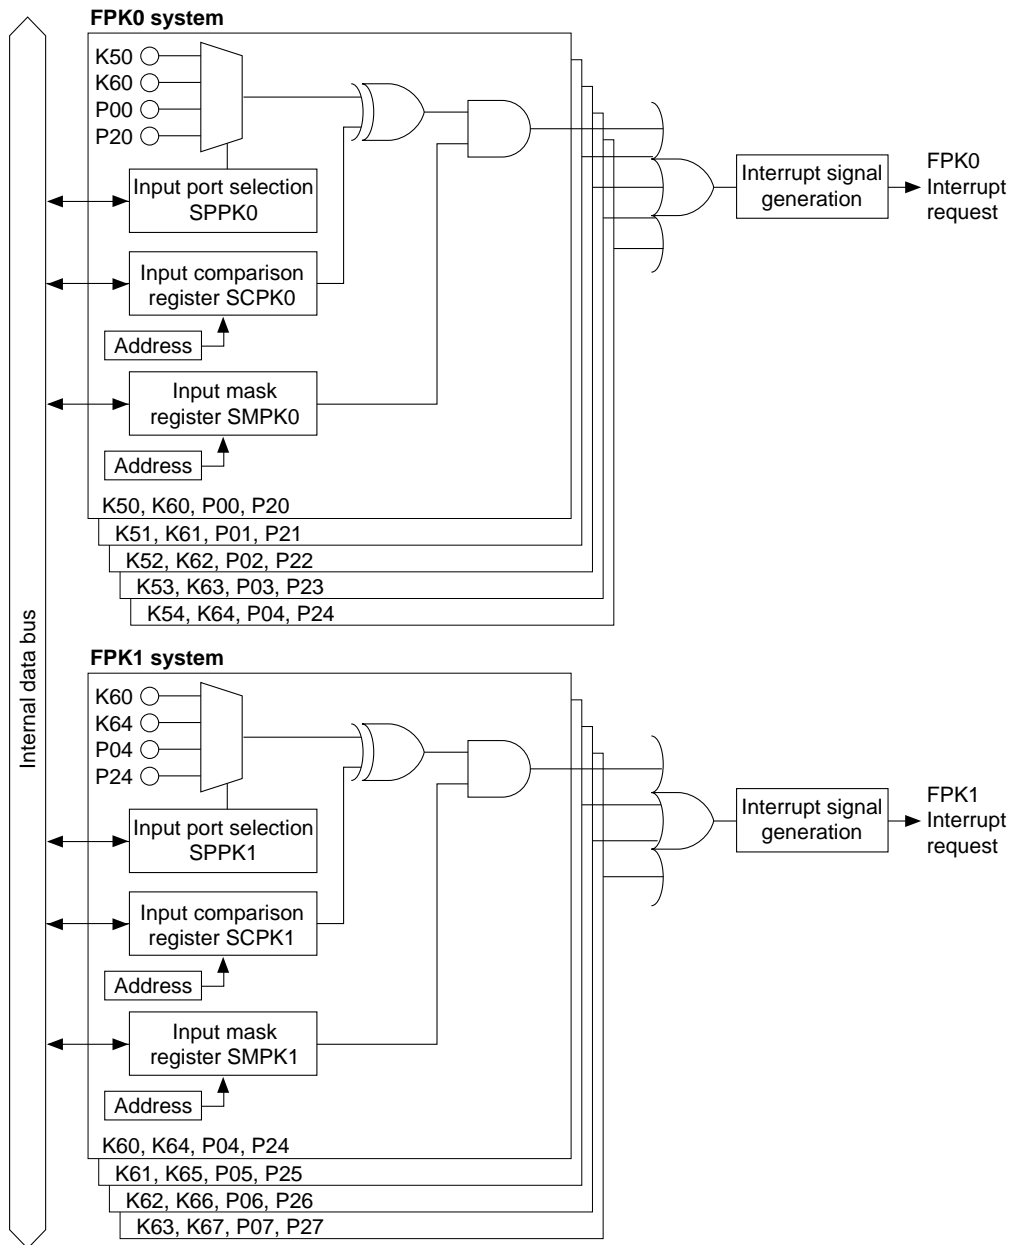 FPK0 system
K50
K60
P00
P20
Input port selection
SPPK0
Input comparison
register SCPK0
Address
Input mask
register SMPK0
Address
K50, K60, P00, P20
K51, K61, P01, P21
K52, K62, P02, P22
K53, K63, P03, P23
K54, K64, P04, P24
Interrupt signal
generation
FPK0
Interrupt
request
Internal data bus
FPK1 system
K60
K64
P04
P24
Input port selection
SPPK1
Input comparison
register SCPK1
Address
Input mask
register SMPK1
Address
K60, K64, P04, P24
K61, K65, P05, P25
K62, K66, P06, P26
K63, K67, P07, P27
Interrupt signal
generation
FPK1
Interrupt
request